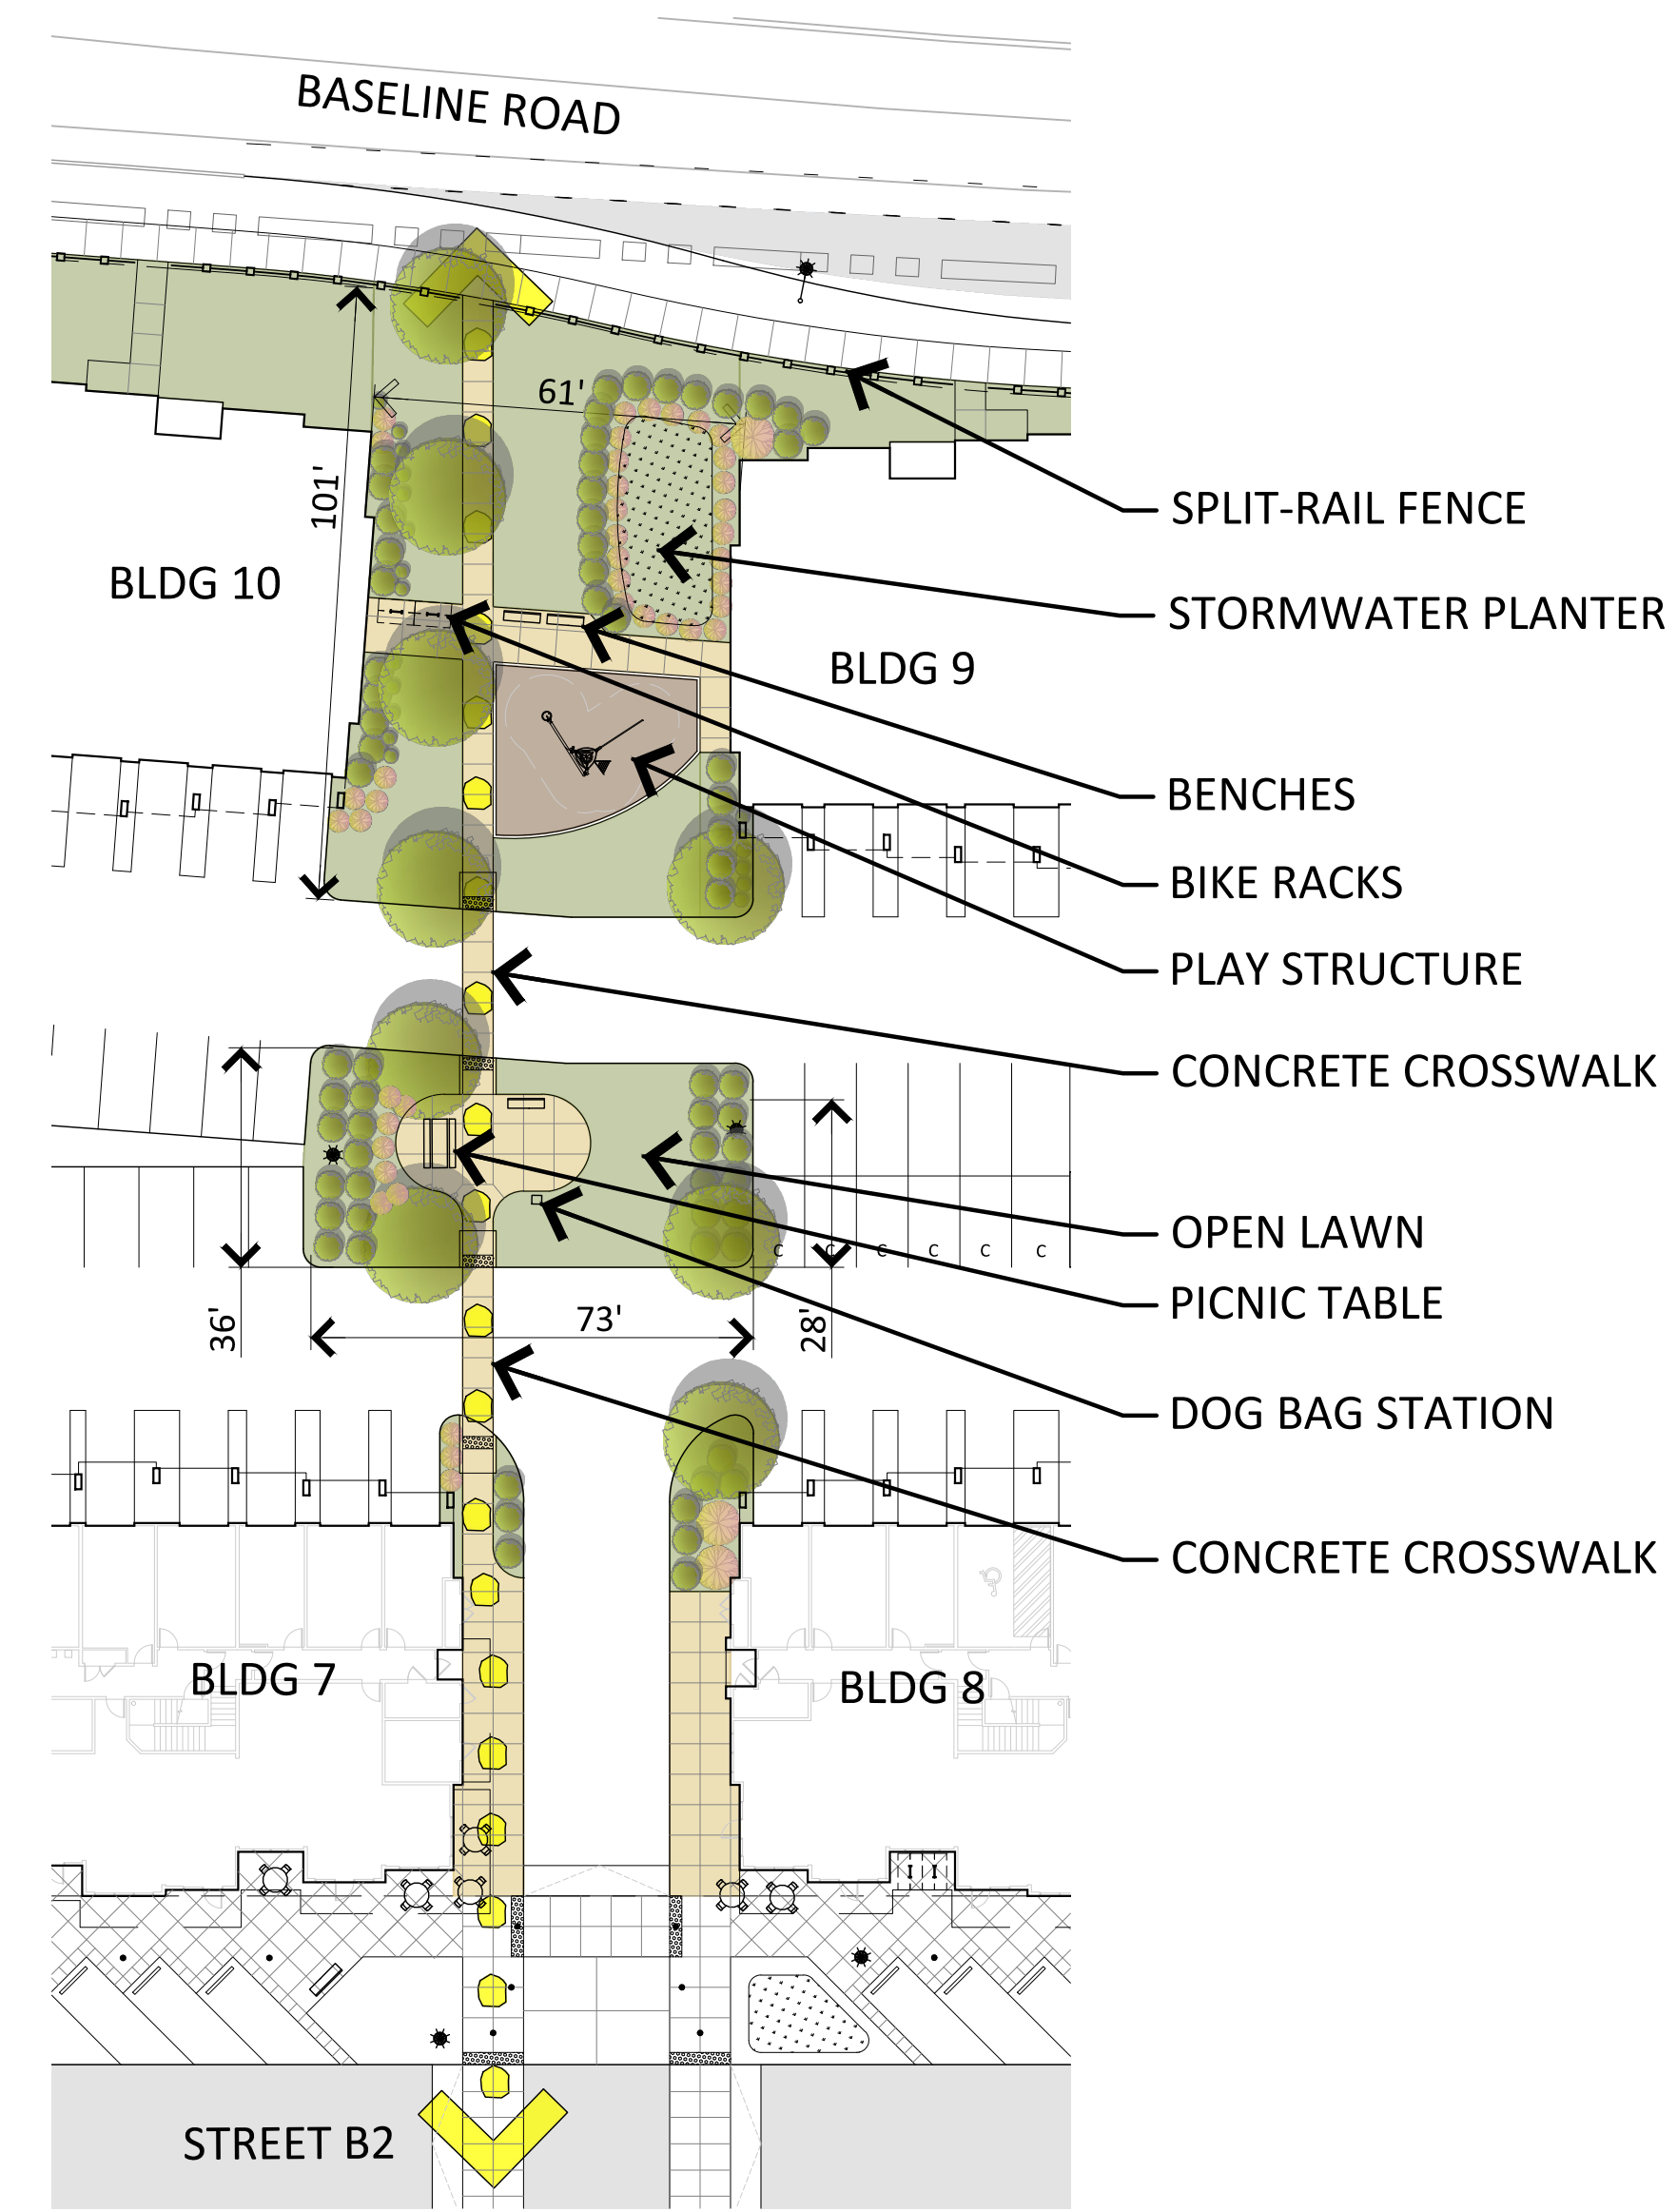 BASELINE ROAD
61'
101'
SPLIT-RAIL FENCE
BLDG 10
STORMWATER PLANTER
BLDG 9
BENCHES
BIKE RACKS
PLAY STRUCTURE
CONCRETE CROSSWALK
OPEN LAWN
C C C C C C
PICNIC TABLE
36'
73'
28'
DOG BAG STATION
CONCRETE CROSSWALK
BLDG 7
BLDG 8
STREET B2